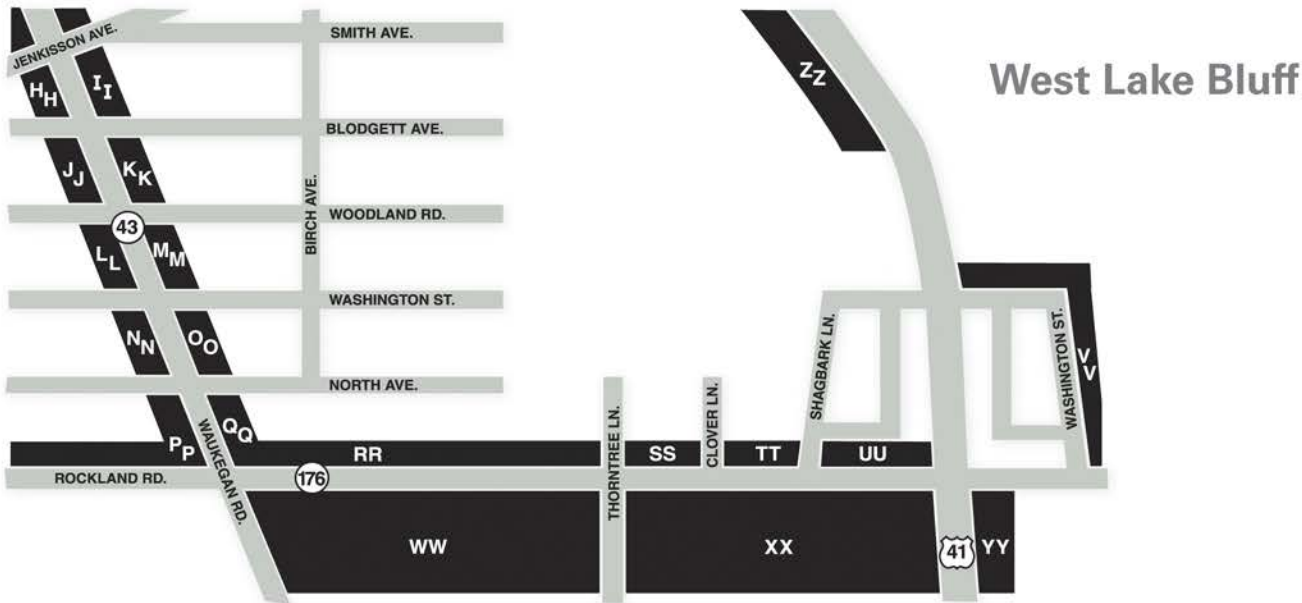 West Lake Bluff
JENKISSON AVE.
SMITH AVE.
HH
II
ZZ
BLODGETT AVE.
JJ
KK
BIRCH AVE.
WOODLAND RD.
43
LL
MM
WASHINGTON ST.
NN
OO
SHAGBARK LN.
WASHINGTON ST.
VV
NORTH AVE.
PP
QQ
WAUKEGAN RD.
RR
THORNTREE LN.
SS
CLOVER LN.
TT
UU
ROCKLAND RD.
176
WW
XX
41
YY